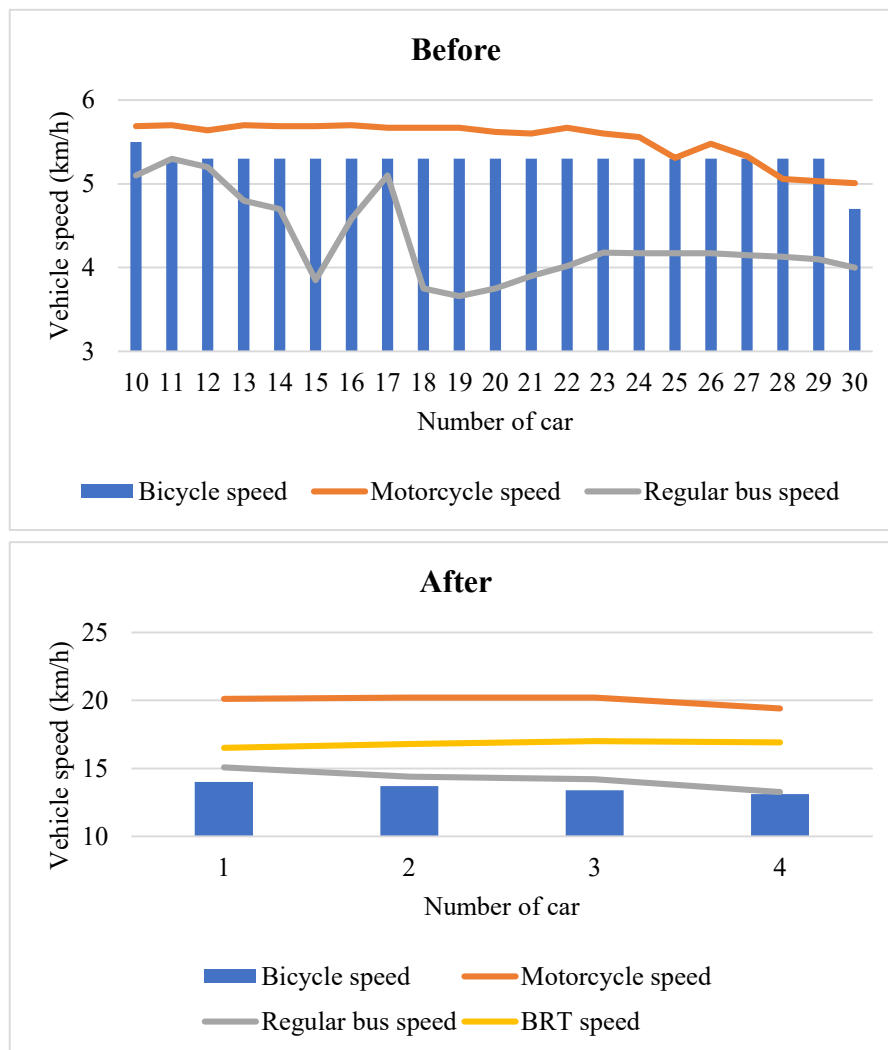 Before
Vehicle speed (km/h)
6
5
4
3
10 11 12 13 14 15 16 17 18 19 20 21 22 23 24 25 26 27 28 29 30
Number of car
Bicycle speed Motorcycle speed Regular bus speed
After
Vehicle speed (km/h)
25
20
15
10
1 2 3 4
Number of car
Bicycle speed Motorcycle speed
Regular bus speed BRT speed